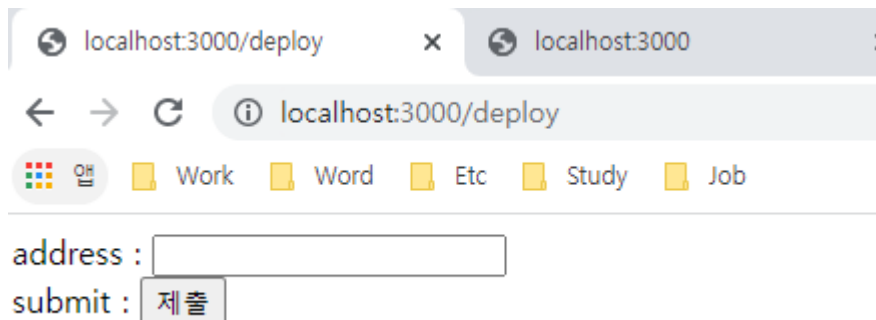 localhost:3000/deploy localhost:3000
localhost:3000/deploy
앱 Work Word Etc Study Job
address :
submit : 제출